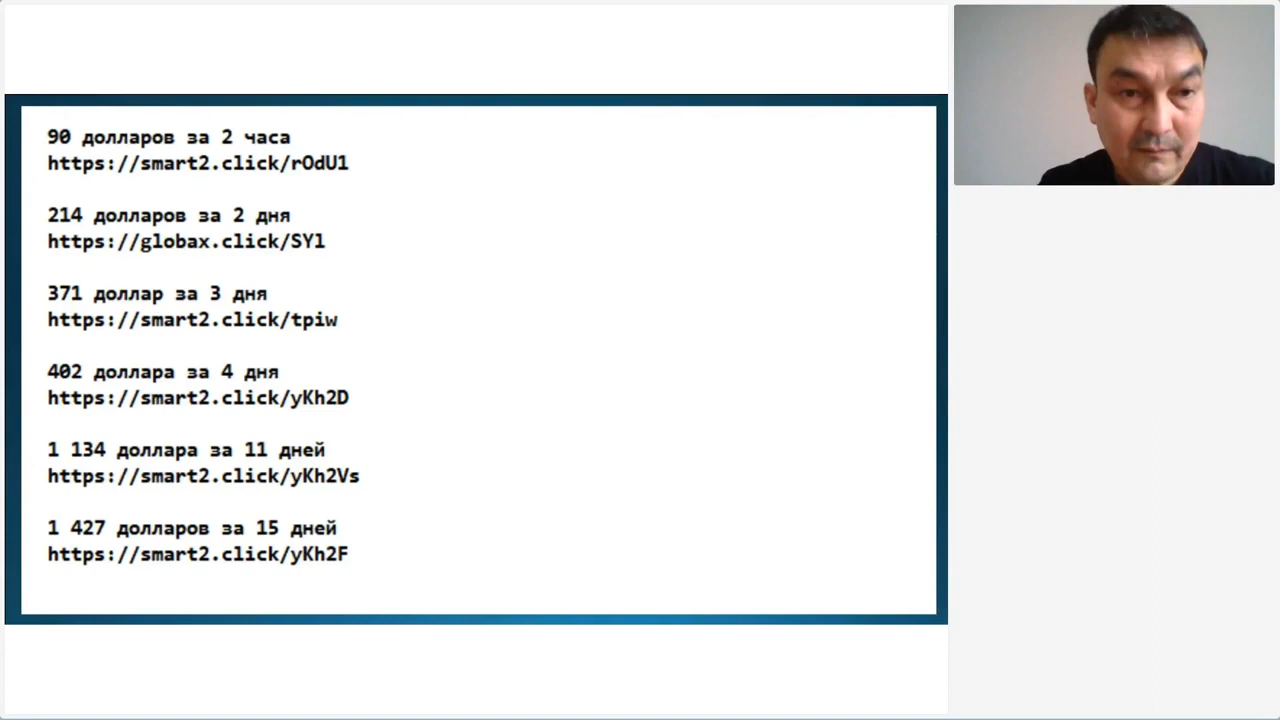 90 долларов за 2 часа
https://smart2.click/rOdU1
214 долларов за 2 дня
https://globax.click/SYl
371 доллар за 3 дня
https://smart2.click/tpiw
402 доллара за 4 дня
https://smart2.click/yKh2D
1 134 доллара за 11 дней
https://smart2.click/yKh2Vs
1 427 долларов за 15 дней
https://smart2.click/yKh2F